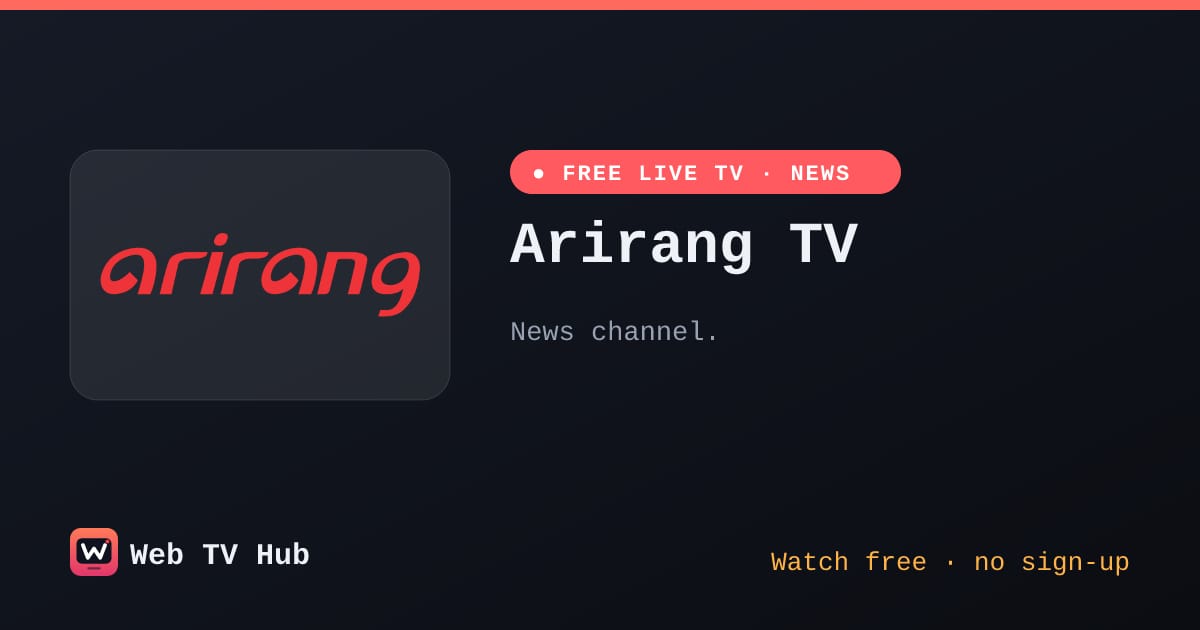 arirang
● FREE LIVE TV · NEWS
Arirang TV
News channel.
W
Web TV Hub
Watch free · no sign-up